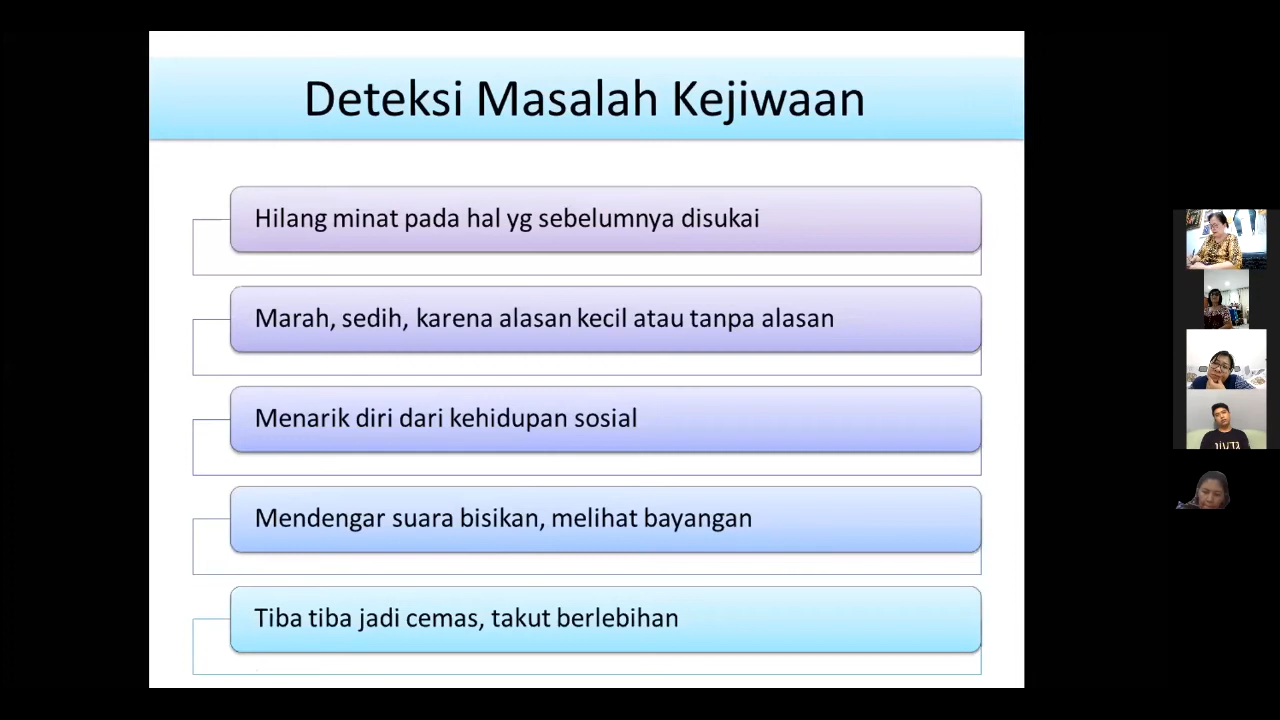 Deteksi Masalah Kejiwaan
Hilang minat pada hal yg sebelumnya disukai
Marah, sedih, karena alasan kecil atau tanpa alasan
Menarik diri dari kehidupan sosial
Mendengar suara bisikan, melihat bayangan
Tiba tiba jadi cemas, takut berlebihan